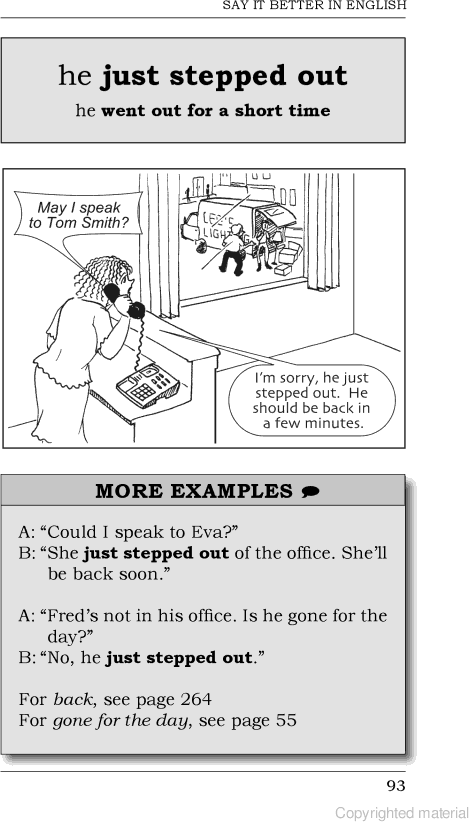 SAY IT BETTER IN ENGLISH
he just stepped out
he went out for a short time
May I speak
to Tom Smith?
LIGHTING
I'm sorry, he just
stepped out. He
should be back in
a few minutes.
MORE EXAMPLES
A: “Could I speak to Eva?”
B: “She just stepped out of the office. She’ll
be back soon.”
A: “Fred’s not in his office. Is he gone for the
day?”
B: “No, he just stepped out.”
For back, see page 264
For gone for the day, see page 55
93
Copyrighted material